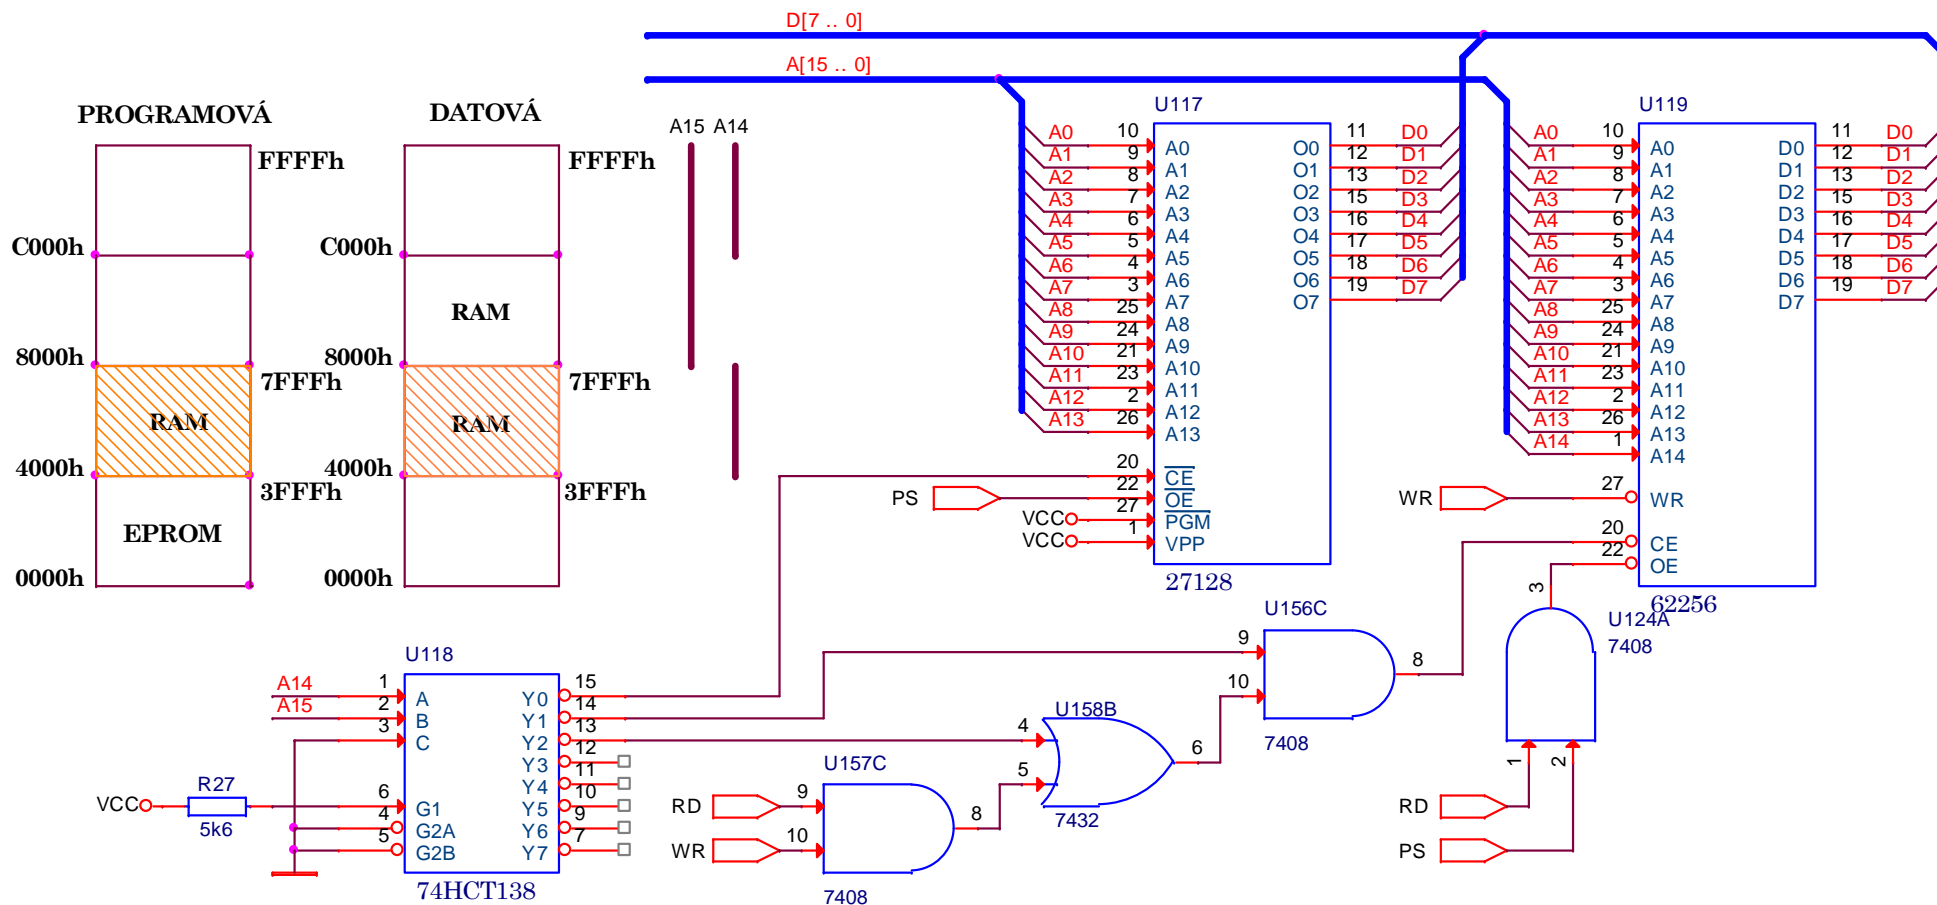 D[7 .. 0]
A[15 .. 0]
PROGRAMOVÁ
FFFFh
C000h
8000h
7FFFh
RAM
4000h
3FFFh
EPROM
0000h
DATOVÁ
FFFFh
C000h
RAM
8000h
7FFFh
RAM
4000h
3FFFh
0000h
A15 A14
U117
A0 10 A0 O0 11 D0
A1 9 A1 O1 12 D1
A2 8 A2 O2 13 D2
A3 7 A3 O3 15 D3
A4 6 A4 O4 16 D4
A5 5 A5 O5 17 D5
A6 4 A6 O6 18 D6
A7 3 A7 O7 19 D7
A8 25 A8
A9 24 A9
A10 21 A10
A11 23 A11
A12 2 A12
A13 26 A13
20 CE
PS 22 OE
VCC 27 PGM
VCC 1 VPP
27128
U119
A0 10 A0 D0 11 D0
A1 9 A1 D1 12 D1
A2 8 A2 D2 13 D2
A3 7 A3 D3 15 D3
A4 6 A4 D4 16 D4
A5 5 A5 D5 17 D5
A6 4 A6 D6 18 D6
A7 3 A7 D7 19 D7
A8 25 A8
A9 24 A9
A10 21 A10
A11 23 A11
A12 2 A12
A13 26 A13
A14 1 A14
WR 27 WR
20 CE
22 OE
62256
U118
A14 1 A Y0 15
A15 2 B Y1 14
3 C Y2 13
Y3 12
Y4 11
6 G1 Y5 10
4 G2A Y6 9
5 G2B Y7 7
74HCT138
VCC R27
5k6
U157C
RD 9
WR 10
8
7408
U158B
4
5
6
7432
U156C
9
10
8
7408
U124A
7408
3
1
2
RD
PS